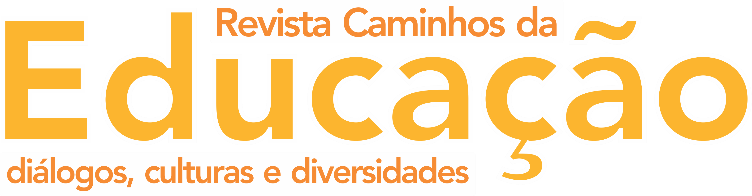 Revista Caminhos da
Educação
diálogos, culturas e diversidades